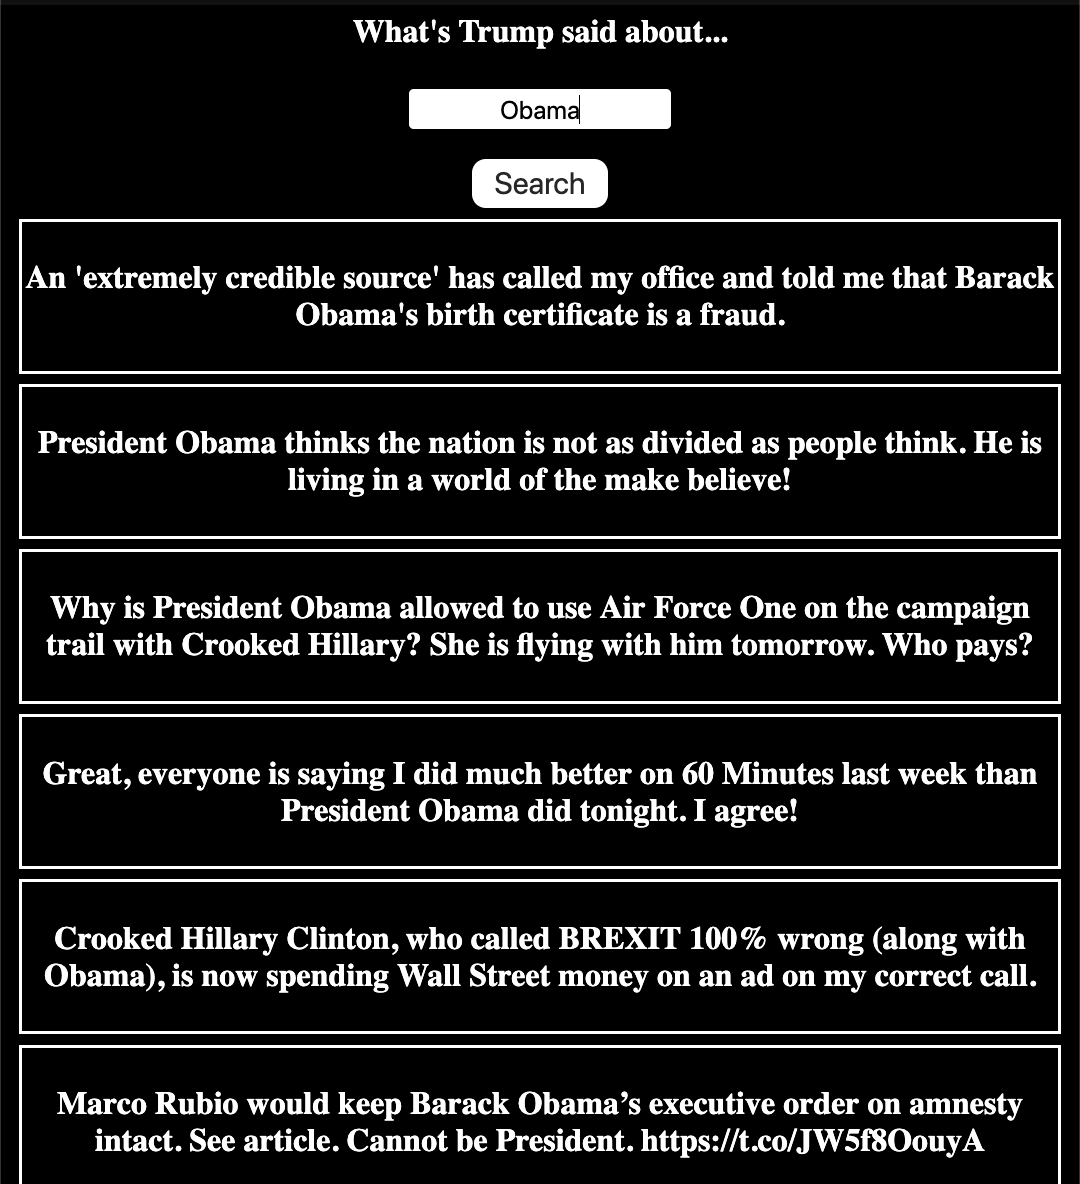 What's Trump said about...
Obama
Search
An 'extremely credible source' has called my office and told me that Barack
Obama's birth certificate is a fraud.
President Obama thinks the nation is not as divided as people think. He is
living in a world of the make believe!
Why is President Obama allowed to use Air Force One on the campaign
trail with Crooked Hillary? She is flying with him tomorrow. Who pays?
Great, everyone is saying I did much better on 60 Minutes last week than
President Obama did tonight. I agree!
Crooked Hillary Clinton, who called BREXIT 100% wrong (along with
Obama), is now spending Wall Street money on an ad on my correct call.
Marco Rubio would keep Barack Obama’s executive order on amnesty
intact. See article. Cannot be President. https://t.co/JW5f8OouyA